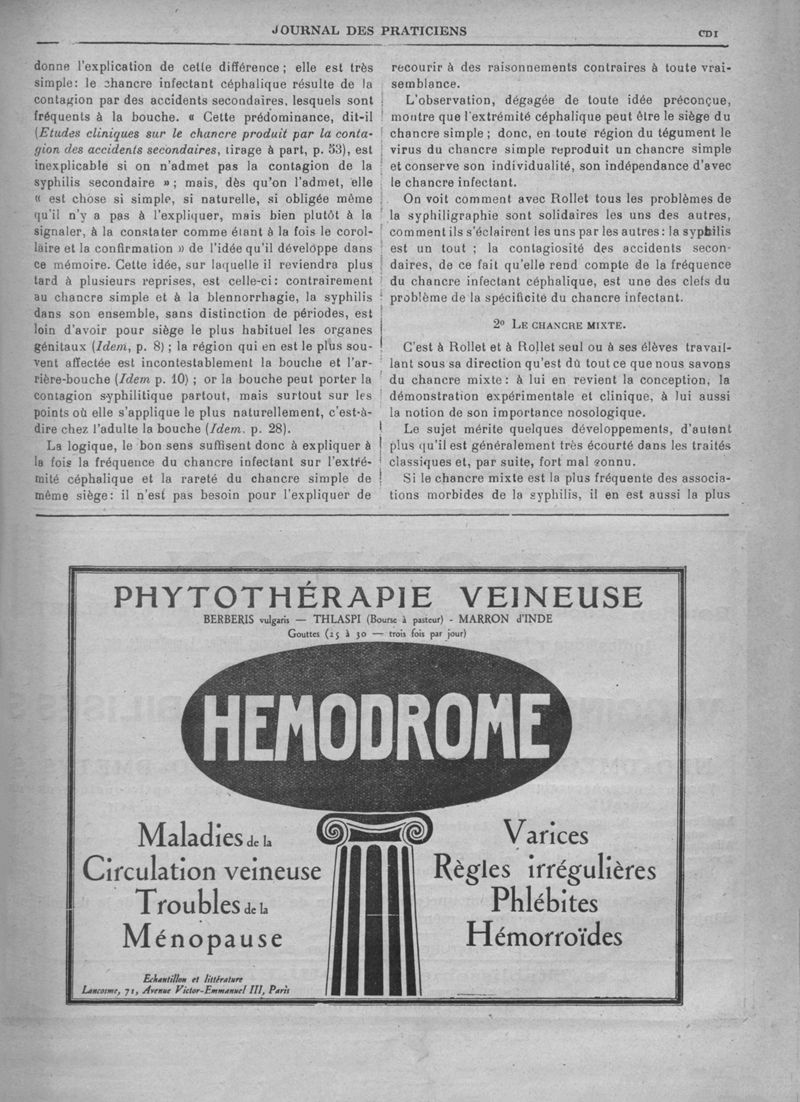 JOURNAL DES PRATICIENS
CDI
donne l'explication de cette différence ; elle est très
simple: le chancre infectant céphalique résulte de la
contagion par des accidents secondaires, lesquels sont
fréquents à la bouche. « Cette prédominance, dit-il
(Etudes cliniques sur le chancre produit par la conta-
gion des accidents secondaires, tirage à part, p. 53), est
inexplicable si on n'admet pas la contagion de la
syphilis secondaire » ; mais, dès qu'on l'admet, elle
« est chose si simple, si naturelle, si obligée même
qu'il n'y a pas à l'expliquer, mais bien plutôt à la
signaler, à la constater comme étant à la fois le corol-
laire et la confirmation » de l'idée qu'il développe dans
ce mémoire. Cette idée, sur laquelle il reviendra plus
tard à plusieurs reprises, est celle-ci: contrairement
au chancre simple et à la blennorrhagie, la syphilis
dans son ensemble, sans distinction de périodes, est
loin d'avoir pour siège le plus habituel les organes
génitaux (Idem, p. 8) ; la région qui en est le plus sou-
vent affectée est incontestablement la bouche et l'ar-
rière-bouche (Idem p. 10) ; or la bouche peut porter la
contagion syphilitique partout, mais surtout sur les
points où elle s'applique le plus naturellement, c'est-à-
dire chez l'adulte la bouche (Idem. p. 28).
La logique, le bon sens suffisent donc à expliquer à
la fois la fréquence du chancre infectant sur l'extré-
mité céphalique et la rareté du chancre simple de
même siège: il n'est pas besoin pour l'expliquer de
recourir à des raisonnements contraires à toute vrai-
semblance.
L'observation, dégagée de toute idée préconçue,
montre que l'extrémité céphalique peut être le siège du
chancre simple ; donc, en toute région du tégument le
virus du chancre simple reproduit un chancre simple
et conserve son individualité, son indépendance d'avec
le chancre infectant.
On voit comment avec Rollet tous les problèmes de
la syphiligraphie sont solidaires les uns des autres,
comment ils s'éclairent les uns par les autres: la syphilis
est un tout ; la contagiosité des accidents secon-
daires, de ce fait qu'elle rend compte de la fréquence
du chancre infectant céphalique, est une des clefs du
problème de la spécificité du chancre infectant.
2° LE CHANCRE MIXTE.
C'est à Rollet et à Rollet seul ou à ses élèves travail-
lant sous sa direction qu'est dû tout ce que nous savons
du chancre mixte: à lui en revient la conception, la
démonstration expérimentale et clinique, à lui aussi
la notion de son importance nosologique.
Le sujet mérite quelques développements, d'autant
plus qu'il est généralement très écourté dans les traités
classiques et, par suite, fort mal connu.
Si le chancre mixte est la plus fréquente des associa-
tions morbides de la syphilis, il en est aussi la plus
PHYTOTHÉRAPIE VEINEUSE
BERBERIS vulgaris — THLASPI (Bourse à pasteur) - MARRON d'INDE
Gouttes (25 à 30 — trois fois par jour)
HEMODROME
Maladies de la
Circulation veineuse
Troubles de la
Ménopause
Varices
Règles irrégulières
Phlébites
Hémorroïdes
Echantillon et littérature
Lancosme, 71, Avenue Victor-Emmanuel III, Paris